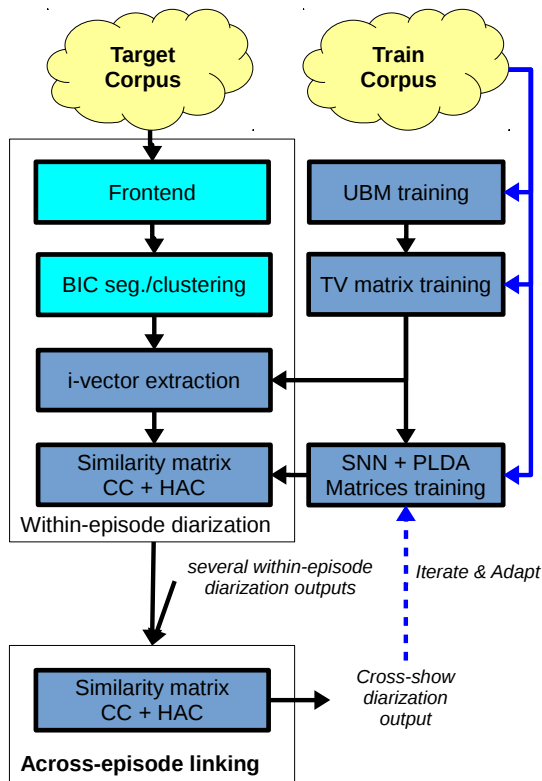 Target
Corpus
Train
Corpus
Frontend
UBM training
BIC seg./clustering
TV matrix training
i-vector extraction
Similarity matrix
CC + HAC
SNN + PLDA
Matrices training
Within-episode diarization
several within-episode
diarization outputs
Iterate & Adapt
Similarity matrix
CC + HAC
Cross-show
diarization
output
Across-episode linking